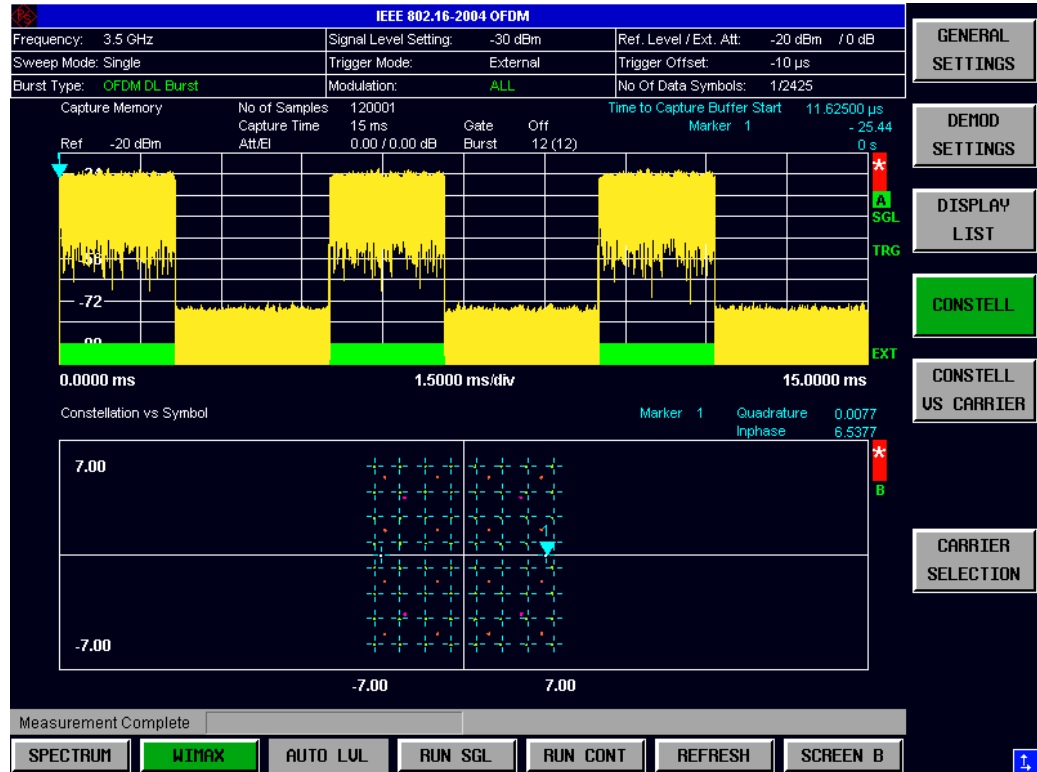 IEEE 802.16-2004 OFDM
Frequency: 3.5 GHz Signal Level Setting: -30 dBm Ref. Level / Ext. Att: -20 dBm / 0 dB
Sweep Mode: Single Trigger Mode: External Trigger Offset: -10 µs
Burst Type: OFDM DL Burst Modulation: ALL No Of Data Symbols: 1/2425
Capture Memory No of Samples 120001 Time to Capture Buffer Start 11.62500 µs
Capture Time 15 ms Gate Off Marker 1 - 25.44
Ref -20 dBm Att/El 0.00 / 0.00 dB Burst 12 (12) 0 s
*
A
SGL
TRG
-72
EXT
0.0000 ms 1.5000 ms/div 15.0000 ms
Constellation vs Symbol Marker 1 Quadrature 0.0077
Inphase 6.5377
*
7.00
B
1
-7.00
-7.00 7.00
Measurement Complete
SPECTRUM WIMAX AUTO LVL RUN SGL RUN CONT REFRESH SCREEN B
GENERAL
SETTINGS
DEMOD
SETTINGS
DISPLAY
LIST
CONSTELL
CONSTELL
VS CARRIER
CARRIER
SELECTION